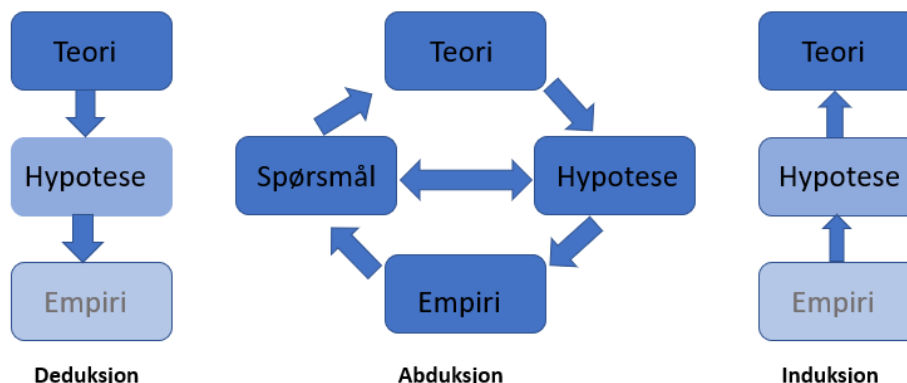 Teori
Hypotese
Empiri
Deduksjon
Teori
Spørsmål
Hypotese
Empiri
Abduksjon
Teori
Hypotese
Empiri
Induksjon